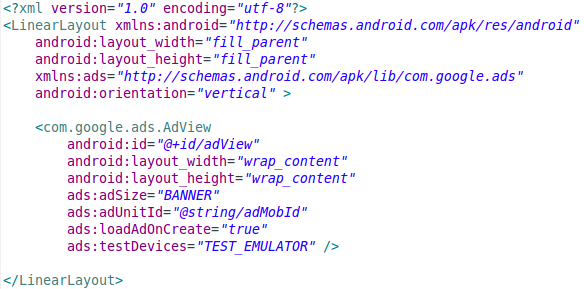 <?xml version="1.0" encoding="utf-8"?>
<LinearLayout xmlns:android="http://schemas.android.com/apk/res/android"
    android:layout_width="fill_parent"
    android:layout_height="fill_parent"
    xmlns:ads="http://schemas.android.com/apk/lib/com.google.ads"
    android:orientation="vertical" >

    <com.google.ads.AdView
        android:id="@+id/adView"
        android:layout_width="wrap_content"
        android:layout_height="wrap_content"
        ads:adSize="BANNER"
        ads:adUnitId="@string/adMobId"
        ads:loadAdOnCreate="true"
        ads:testDevices="TEST_EMULATOR" />

</LinearLayout>